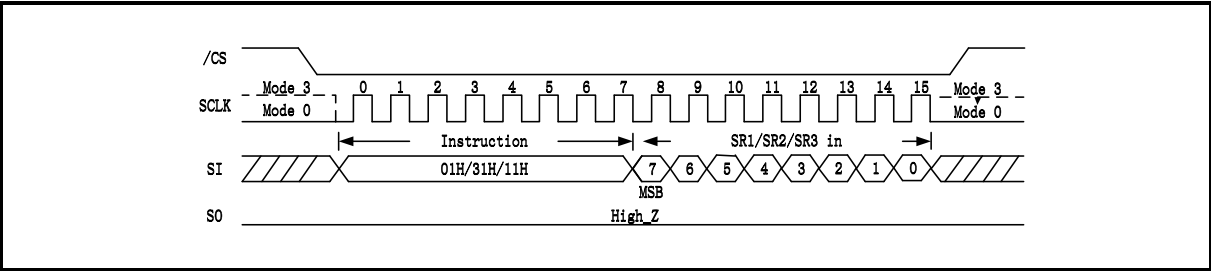 /CS
Mode 3 0 1 2 3 4 5 6 7 8 9 10 11 12 13 14 15 Mode 3
SCLK
Mode 0 Mode 0
Instruction SR1/SR2/SR3 in
SI 01H/31H/11H 7 6 5 4 3 2 1 0
MSB
SO High_Z